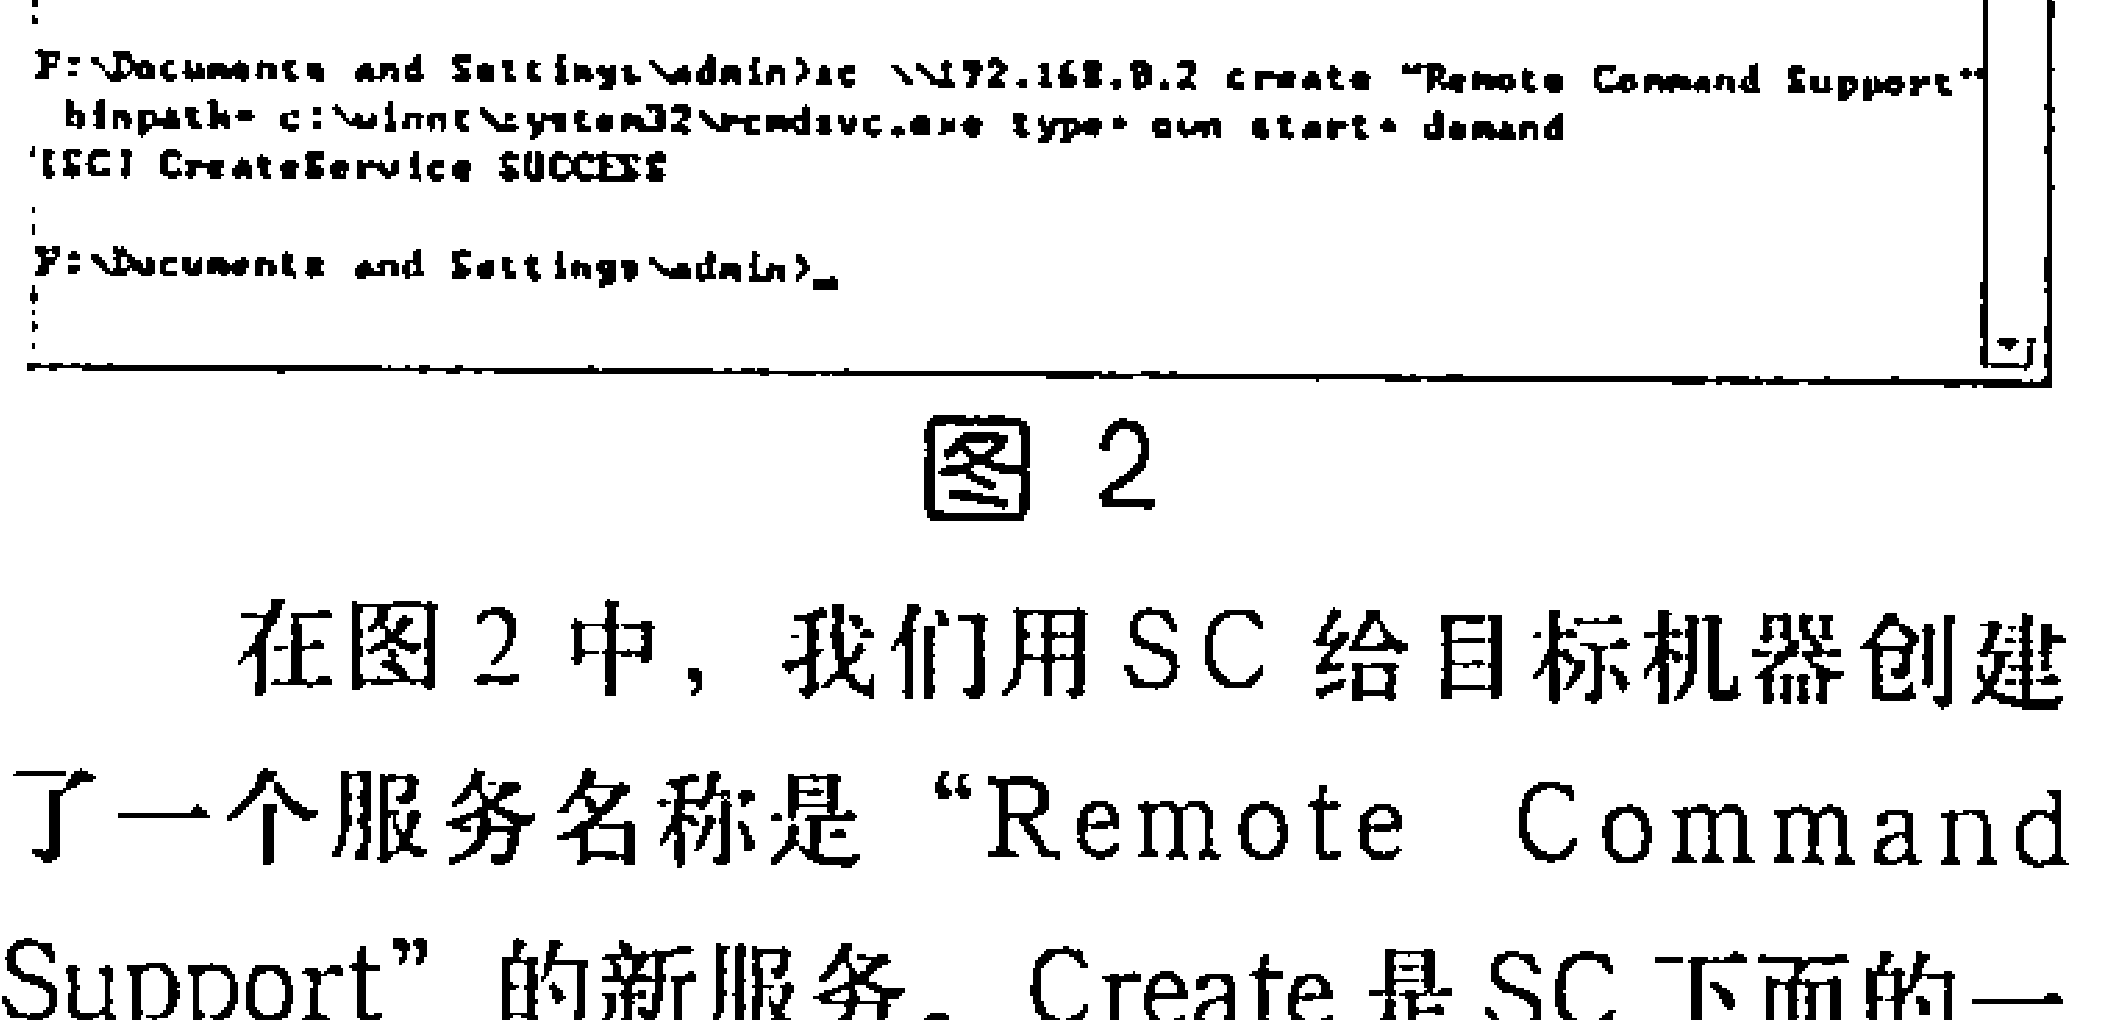 F:\Documents and Settings\admin>sc \\172.168.0.2 create "Remote Command Support"
binpath= c:\winnt\system32\rcmdsvc.exe type= own start= demand
[SC] CreateService SUCCESS
F:\Documents and Settings\admin>_
图 2
在图2中，我们用SC给目标机器创建
了一个服务名称是“Remote Command
Support”的新服务。Create是SC下面的一